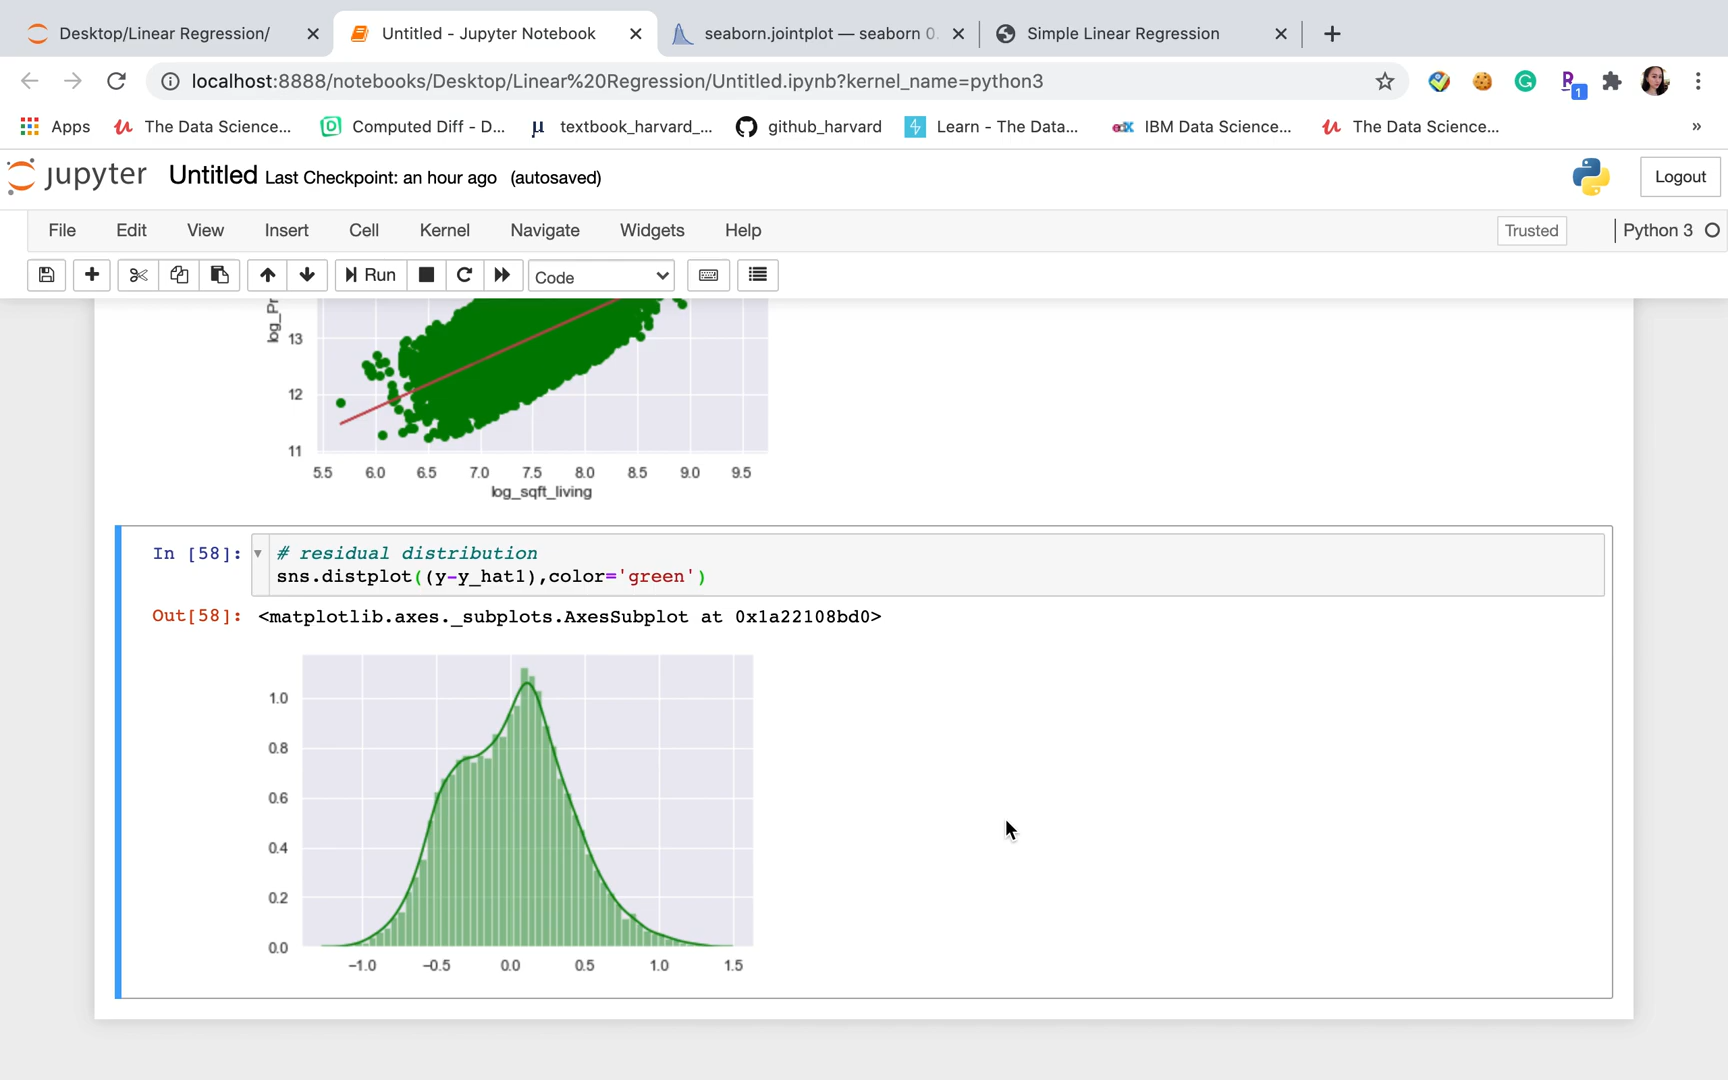 Desktop/Linear Regression/
Untitled - Jupyter Notebook
seaborn.jointplot — seaborn 0.
Simple Linear Regression
localhost:8888/notebooks/Desktop/Linear%20Regression/Untitled.ipynb?kernel_name=python3
1
Apps
The Data Science...
Computed Diff - D...
textbook_harvard_...
github_harvard
Learn - The Data...
IBM Data Science...
The Data Science...
»
jupyter Untitled Last Checkpoint: an hour ago (autosaved)
Logout
File Edit View Insert Cell Kernel Navigate Widgets Help
Trusted
Python 3
Run
Code
log_Pr
13
12
11
5.5 6.0 6.5 7.0 7.5 8.0 8.5 9.0 9.5
log_sqft_living
In [58]:
# residual distribution
sns.distplot((y-y_hat1),color='green')
Out[58]: <matplotlib.axes._subplots.AxesSubplot at 0x1a22108bd0>
1.0
0.8
0.6
0.4
0.2
0.0
−1.0 −0.5 0.0 0.5 1.0 1.5